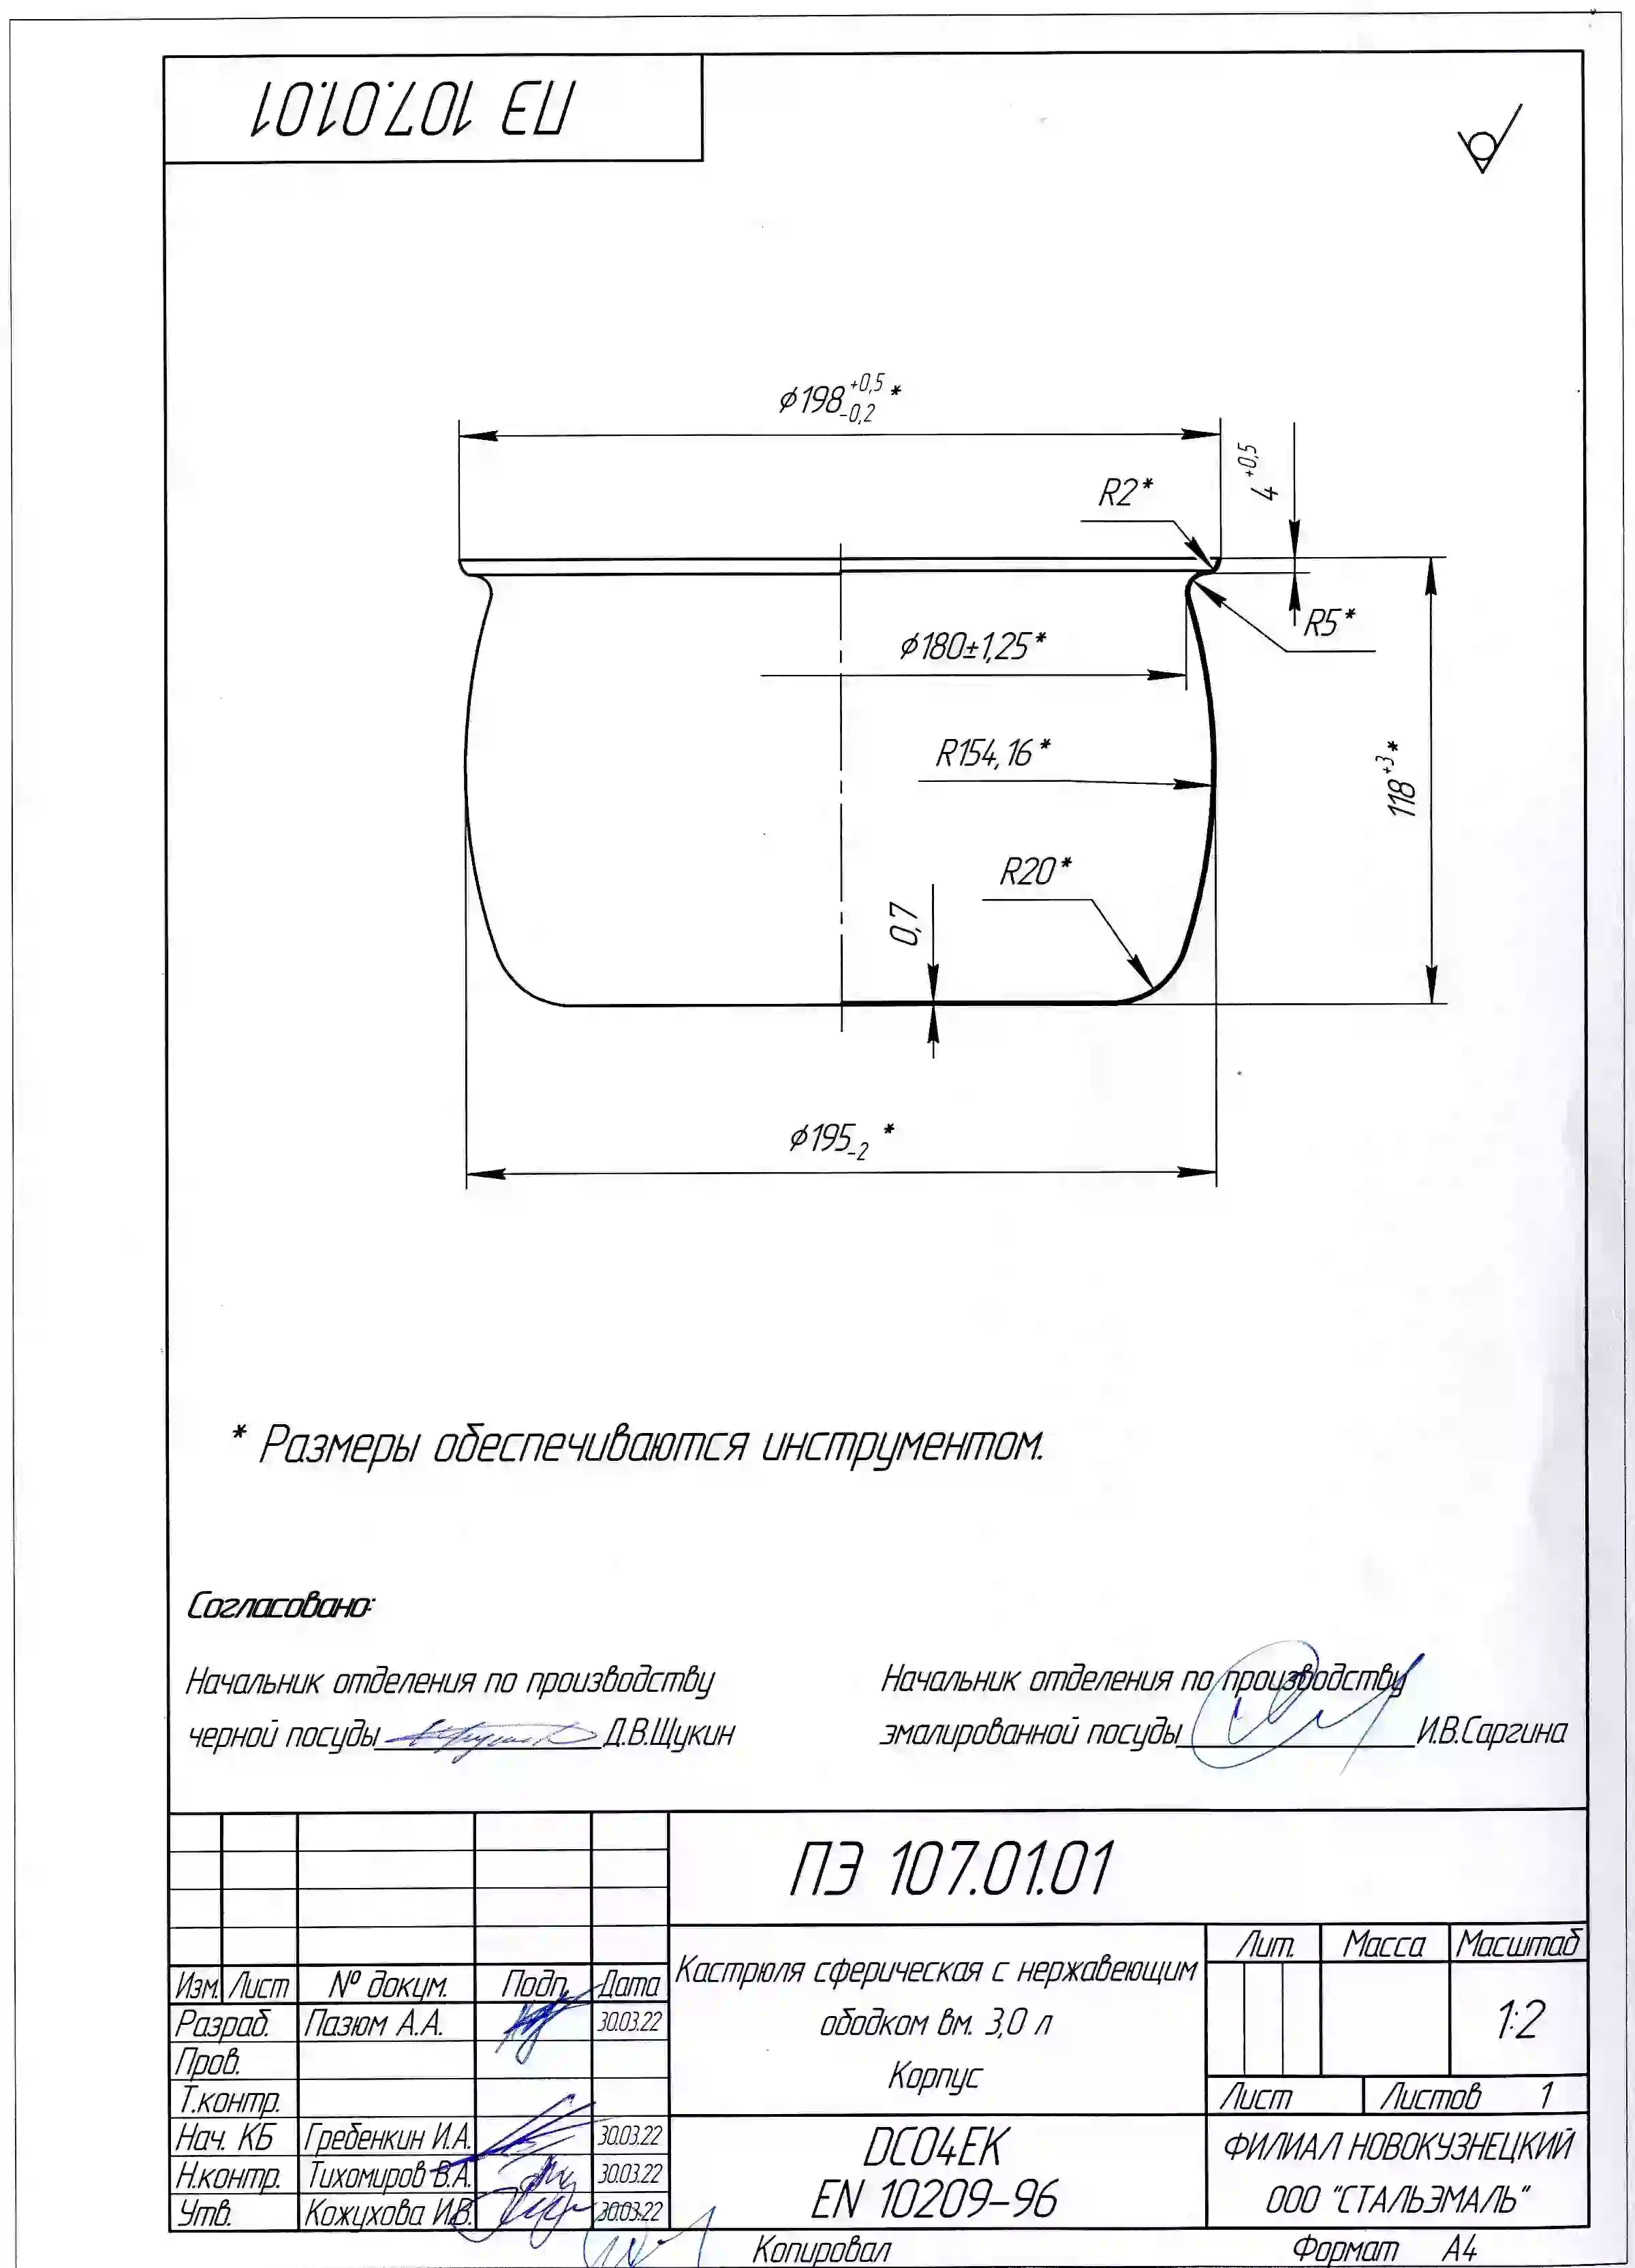 ПЭ 107.01.01
⌀198 +0,5 -0,2 *
4 +0,5
R2*
R5*
⌀180±1,25*
R154,16*
118 +3 *
R20*
0,7
⌀195 -2 *
* Размеры обеспечиваются инструментом.
Согласовано:
Начальник отделения по производству
черной посуды Д.В.Щукин
Начальник отделения по производству
эмалированной посуды И.В.Саргина
ПЭ 107.01.01
Изм. Лист № докум. Подп. Дата
Разраб. Пазюм А.А. 30.03.22
Пров.
Т.контр.
Нач. КБ Гребенкин И.А. 30.03.22
Н.контр. Тихомиров В.А. 30.03.22
Утв. Кожухова И.В. 30.03.22
Кастрюля сферическая с нержавеющим
ободком вм. 3,0 л
Корпус
Лит. Масса Масштаб
1:2
Лист Листов 1
DC04EK
EN 10209-96
ФИЛИАЛ НОВОКУЗНЕЦКИЙ
ООО "СТАЛЬЭМАЛЬ"
Копировал Формат А4